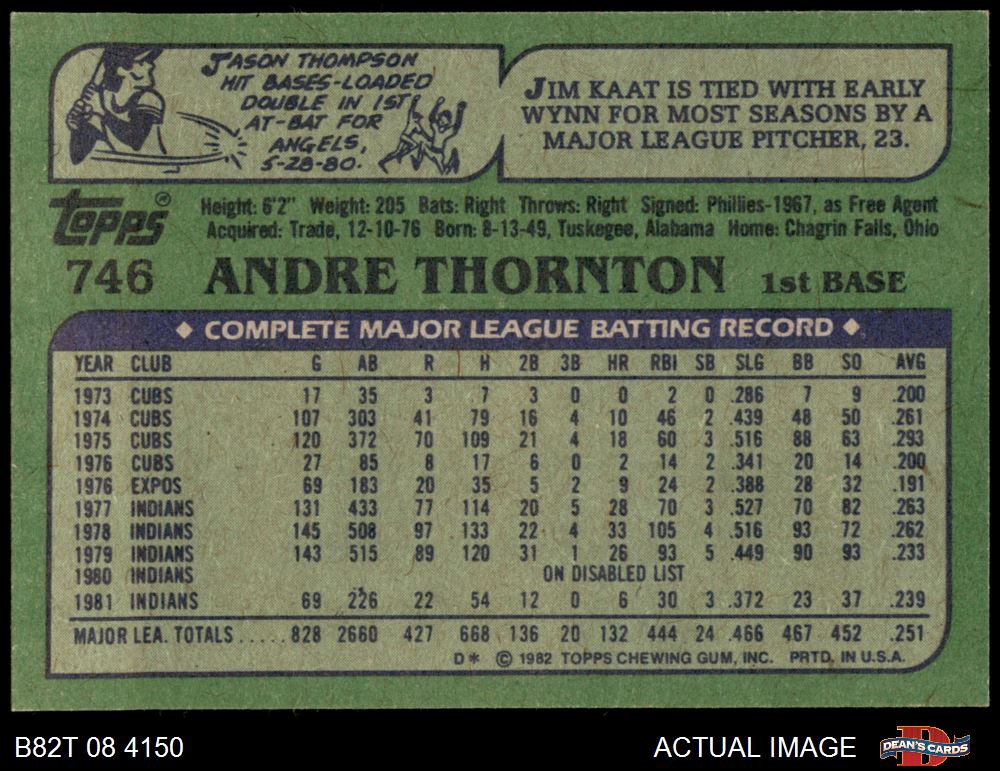 JASON THOMPSON
HIT BASES-LOADED
DOUBLE IN 1ST
AT-BAT FOR
ANGELS,
5-28-80.
JIM KAAT IS TIED WITH EARLY
WYNN FOR MOST SEASONS BY A
MAJOR LEAGUE PITCHER, 23.
Topps®
Height: 6'2" Weight: 205 Bats: Right Throws: Right Signed: Phillies-1967, as Free Agent
Acquired: Trade, 12-10-76 Born: 8-13-49, Tuskegee, Alabama Home: Chagrin Falls, Ohio
746 ANDRE THORNTON 1st BASE
◆ COMPLETE MAJOR LEAGUE BATTING RECORD ◆
YEAR CLUB G AB R H 2B 3B HR RBI SB SLG BB SO AVG
1973 CUBS 17 35 3 7 3 0 0 2 0 .286 7 9 .200
1974 CUBS 107 303 41 79 16 4 10 46 2 .439 48 50 .261
1975 CUBS 120 372 70 109 21 4 18 60 3 .516 88 63 .293
1976 CUBS 27 85 8 17 6 0 2 14 2 .341 20 14 .200
1976 EXPOS 69 183 20 35 5 2 9 24 2 .388 28 32 .191
1977 INDIANS 131 433 77 114 20 5 28 70 3 .527 70 82 .263
1978 INDIANS 145 508 97 133 22 4 33 105 4 .516 93 72 .262
1979 INDIANS 143 515 89 120 31 1 26 93 5 .449 90 93 .233
1980 INDIANS ON DISABLED LIST
1981 INDIANS 69 226 22 54 12 0 6 30 3 .372 23 37 .239
MAJOR LEA. TOTALS ..... 828 2660 427 668 136 20 132 444 24 .466 467 452 .251
D* © 1982 TOPPS CHEWING GUM, INC. PRTD. IN U.S.A.
B82T 08 4150 ACTUAL IMAGE DEAN'S CARDS